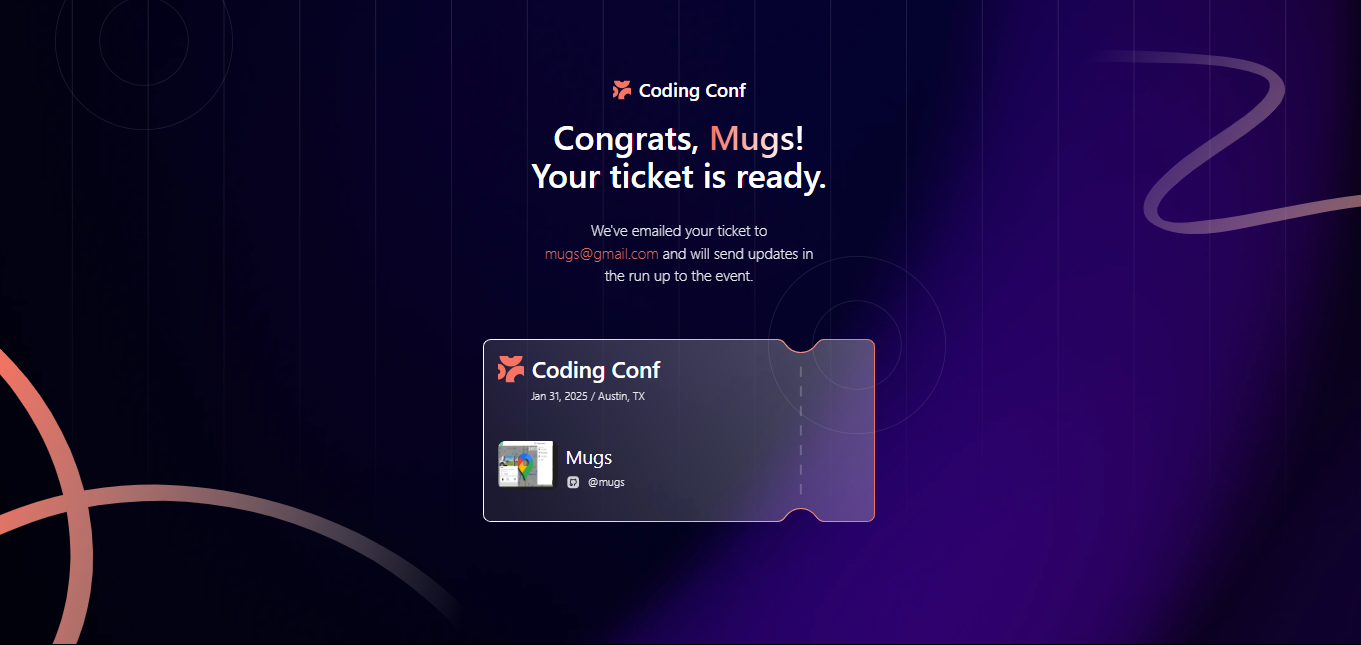 Coding Conf
Congrats, Mugs!
Your ticket is ready.
We've emailed your ticket to
mugs@gmail.com and will send updates in
the run up to the event.
Coding Conf
Jan 31, 2025 / Austin, TX
Mugs
@mugs